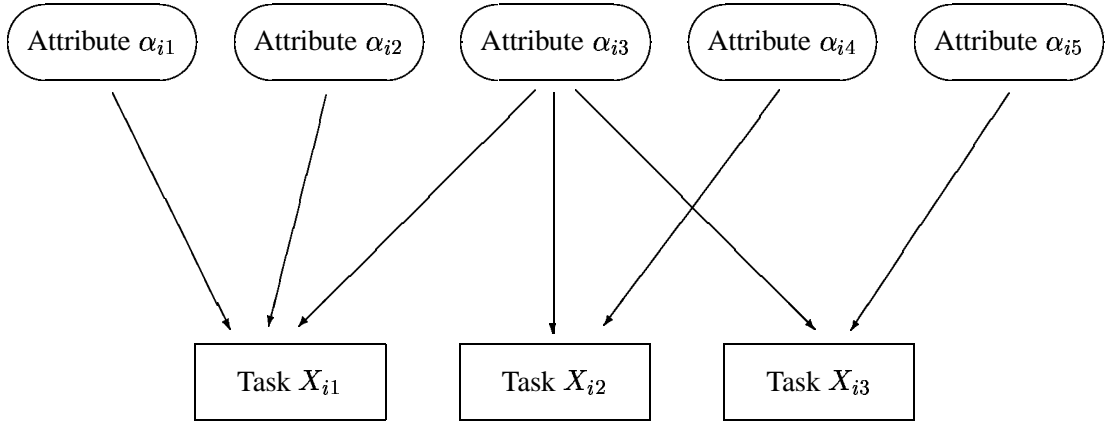 Attribute α_{i1} Attribute α_{i2} Attribute α_{i3} Attribute α_{i4} Attribute α_{i5}
Task X_{i1} Task X_{i2} Task X_{i3}